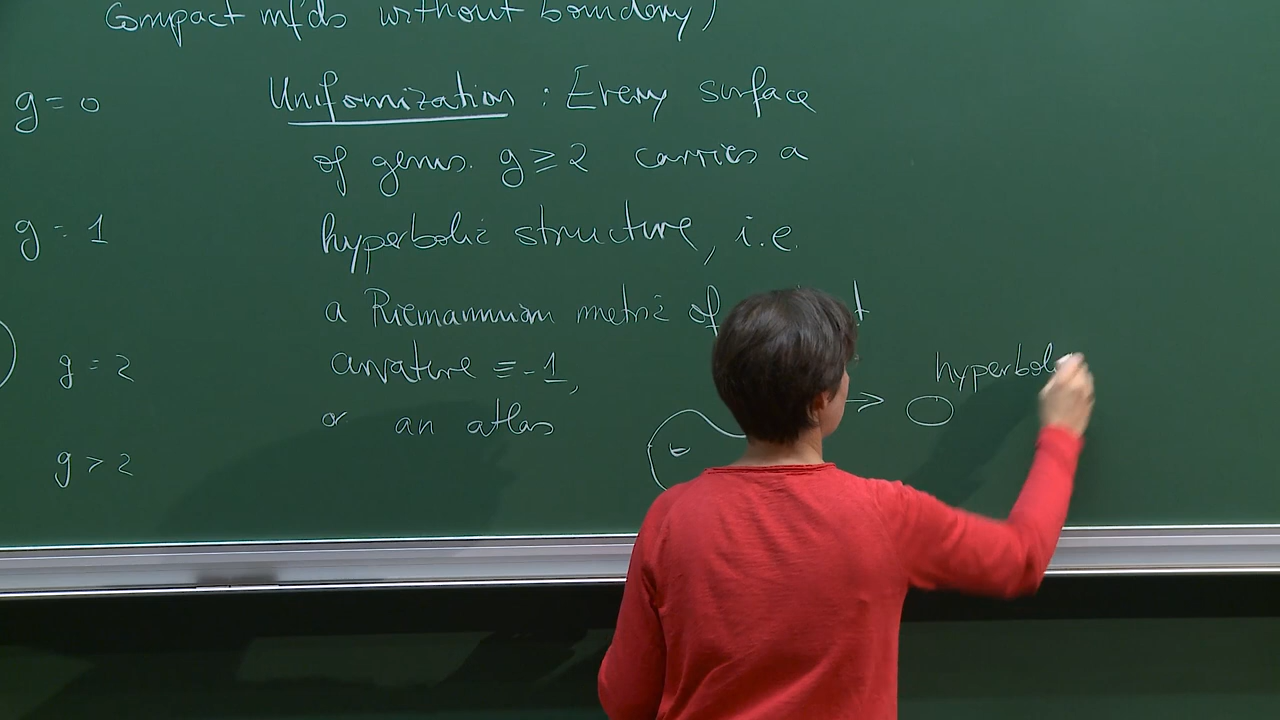 compact mfds without boundary)
g = 0
Uniformization : Every surface
of genus. g ≥ 2 carries a
g = 1
hyperbolic structure, i.e.
a Riemannian metric of
g = 2
curvature ≡ -1,
hyperbol
or an atlas
g > 2